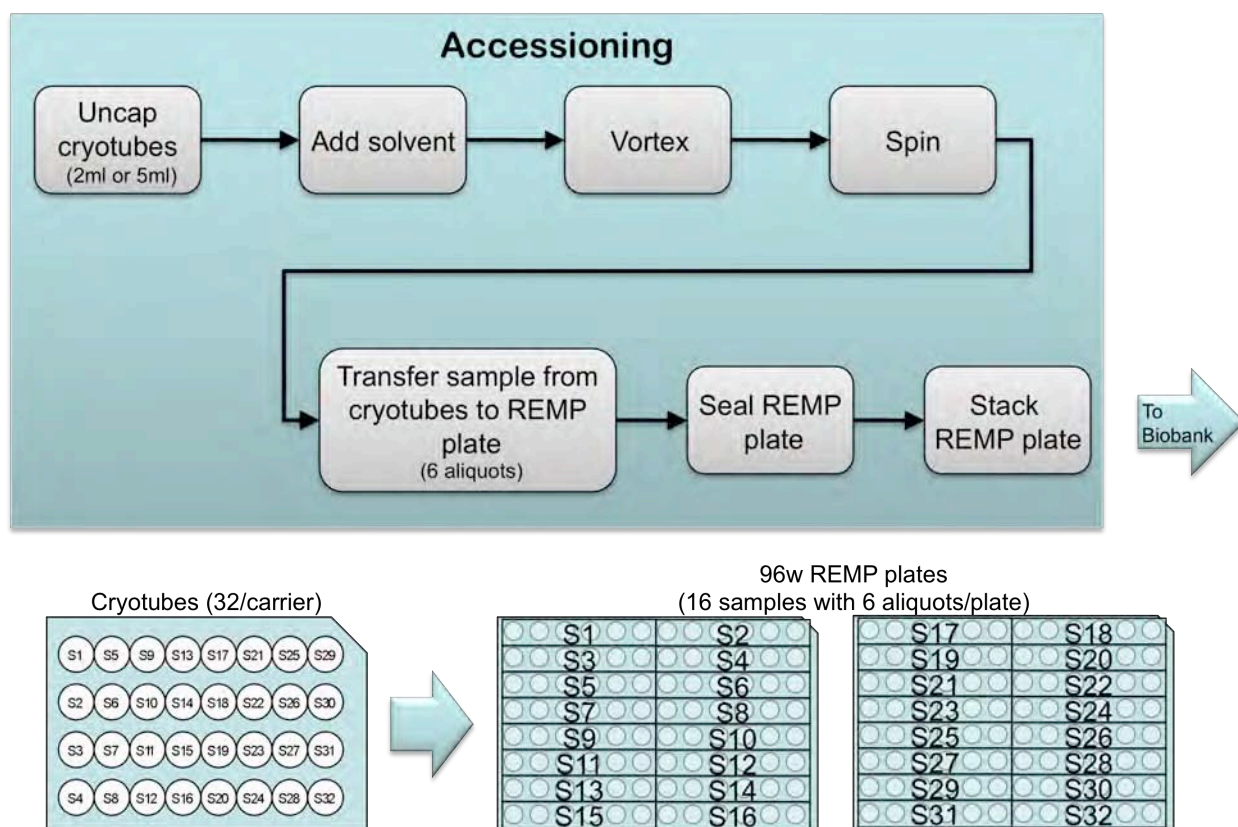 Accessioning
Uncap
cryotubes
(2ml or 5ml)
Add solvent
Vortex
Spin
Transfer sample from
cryotubes to REMP
plate
(6 aliquots)
Seal REMP
plate
Stack
REMP plate
To
Biobank
Cryotubes (32/carrier)
S1 S5 S9 S13 S17 S21 S25 S29
S2 S6 S10 S14 S18 S22 S26 S30
S3 S7 S11 S15 S19 S23 S27 S31
S4 S8 S12 S16 S20 S24 S28 S32
96w REMP plates
(16 samples with 6 aliquots/plate)
S1 S2
S3 S4
S5 S6
S7 S8
S9 S10
S11 S12
S13 S14
S15 S16
S17 S18
S19 S20
S21 S22
S23 S24
S25 S26
S27 S28
S29 S30
S31 S32